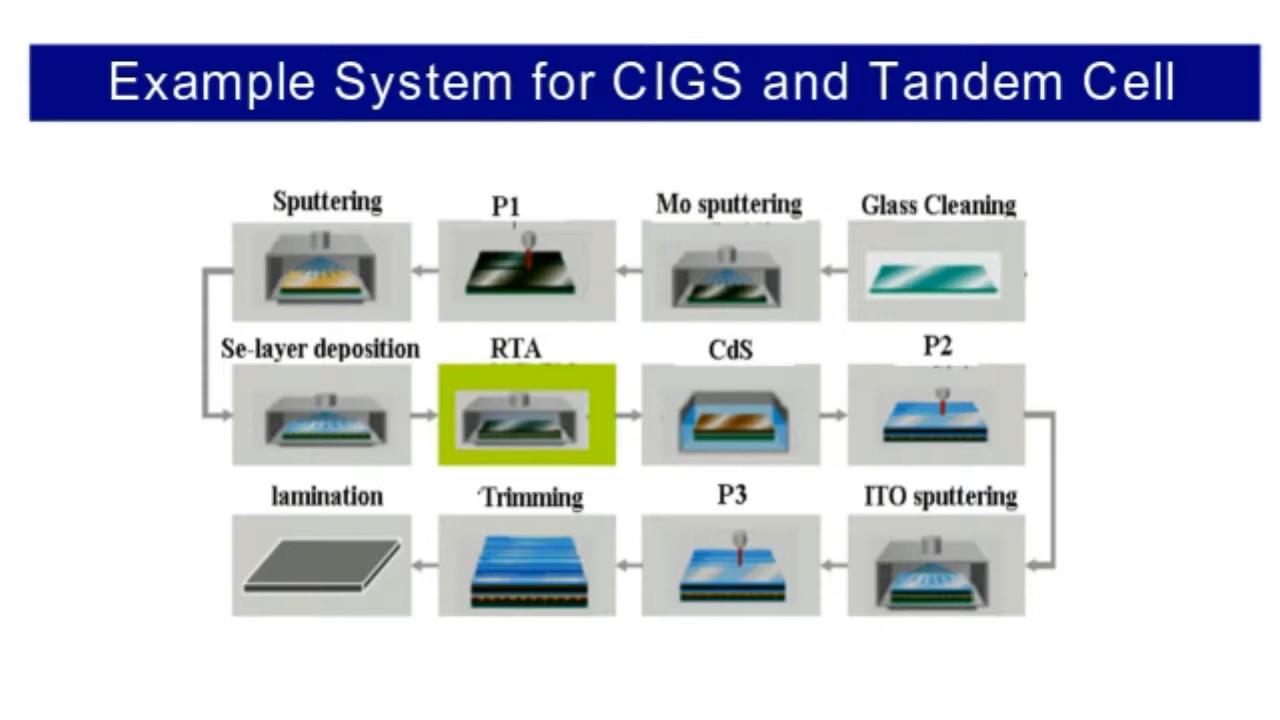 Example System for CIGS and Tandem Cell
Sputtering
P1
Mo sputtering
Glass Cleaning
Se-layer deposition
RTA
CdS
P2
lamination
Trimming
P3
ITO sputtering